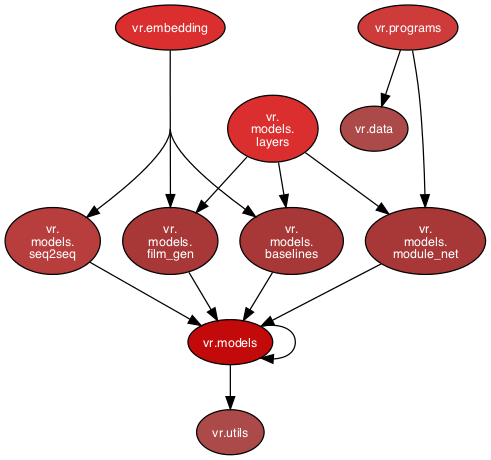 vr.embedding
vr.programs
vr.
models.
layers
vr.data
vr.
models.
seq2seq
vr.
models.
film_gen
vr.
models.
baselines
vr.
models.
module_net
vr.models
vr.utils